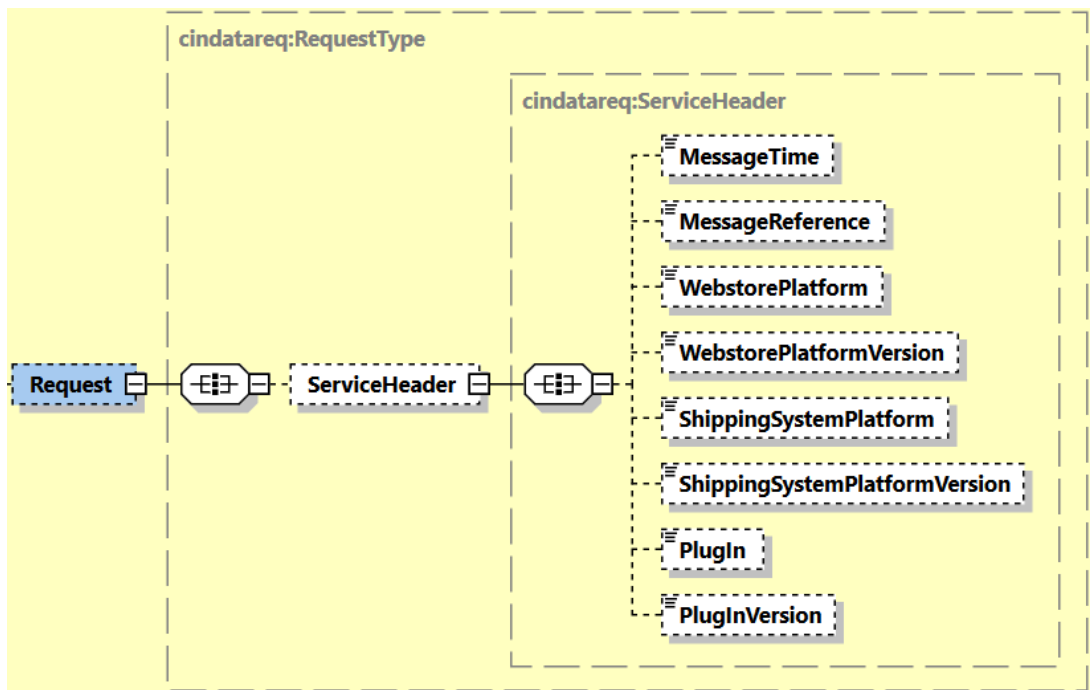 cindatareq:RequestType
cindatareq:ServiceHeader
MessageTime
MessageReference
WebstorePlatform
WebstorePlatformVersion
Request
ServiceHeader
ShippingSystemPlatform
ShippingSystemPlatformVersion
PlugIn
PlugInVersion